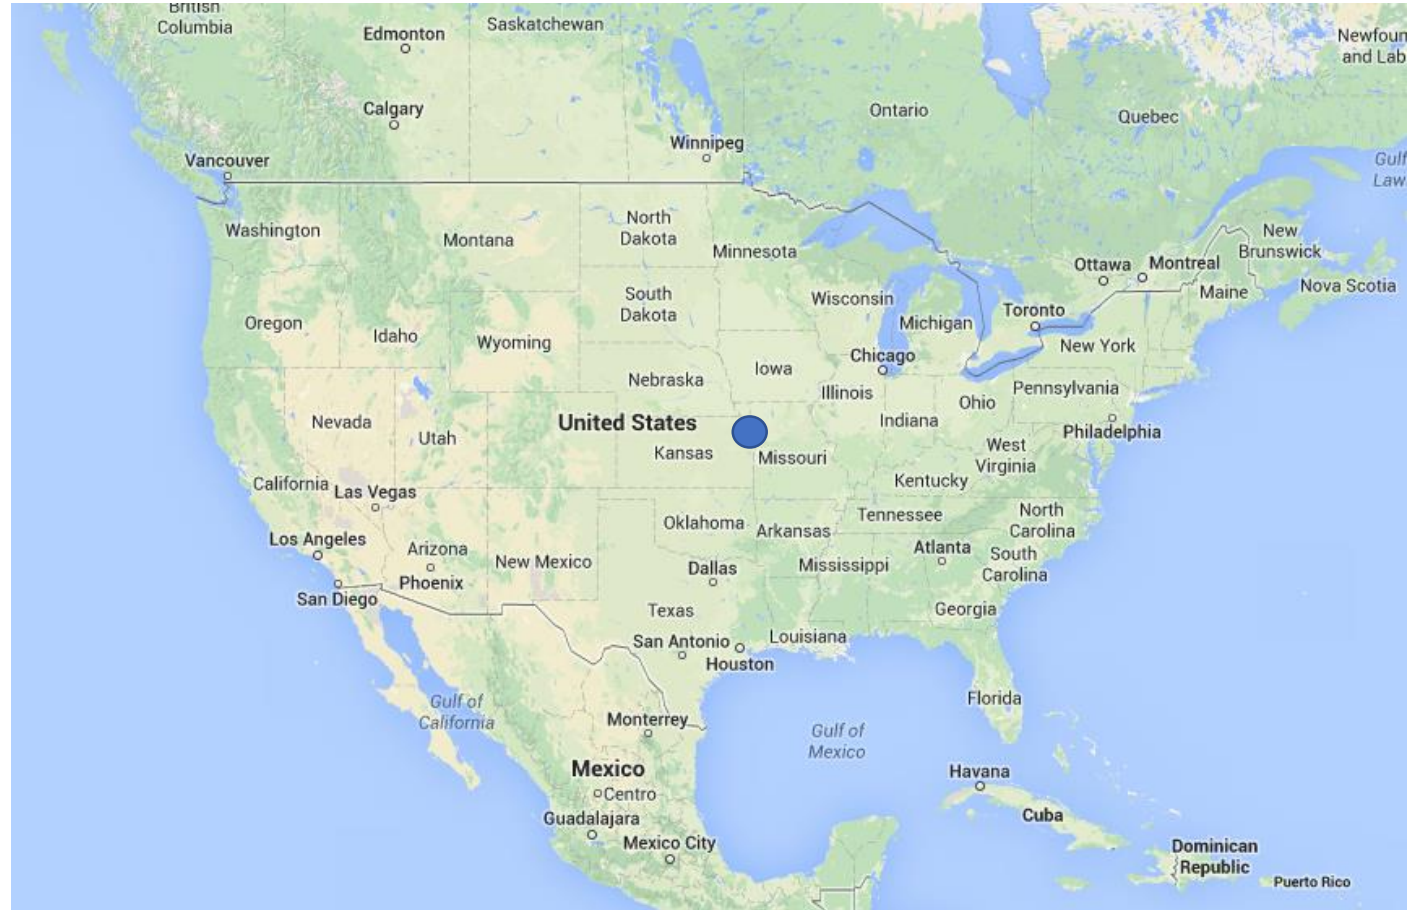 British
Columbia
Edmonton
Saskatchewan
Newfoun
and Lab
Calgary
Ontario
Quebec
Winnipeg
Vancouver
Gulf
Law
Washington
North
Dakota
Montana
Minnesota
New
Brunswick
Ottawa
Montreal
Nova Scotia
Maine
South
Dakota
Wisconsin
Toronto
Michigan
Oregon
Idaho
Wyoming
New York
Chicago
Iowa
Nebraska
Illinois
Pennsylvania
Ohio
Nevada
United States
Indiana
Philadelphia
Utah
Kansas
Missouri
West
Virginia
California
Las Vegas
Kentucky
Oklahoma
Arkansas
Tennessee
North
Carolina
Los Angeles
Arizona
New Mexico
Dallas
Mississippi
Atlanta
South
Carolina
Phoenix
San Diego
Texas
Georgia
San Antonio
Louisiana
Houston
Florida
Gulf of
California
Monterrey
Gulf of
Mexico
Mexico
Havana
Centro
Guadalajara
Cuba
Mexico City
Dominican
Republic
Puerto Rico